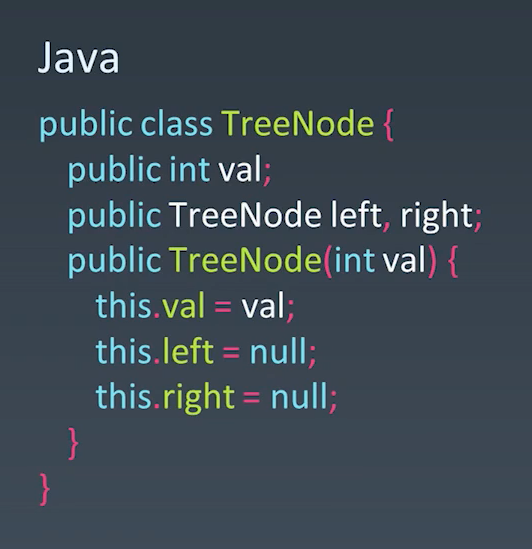 Java
public class TreeNode {
public int val;
public TreeNode left, right;
public TreeNode(int val) {
this.val = val;
this.left = null;
this.right = null;
}
}